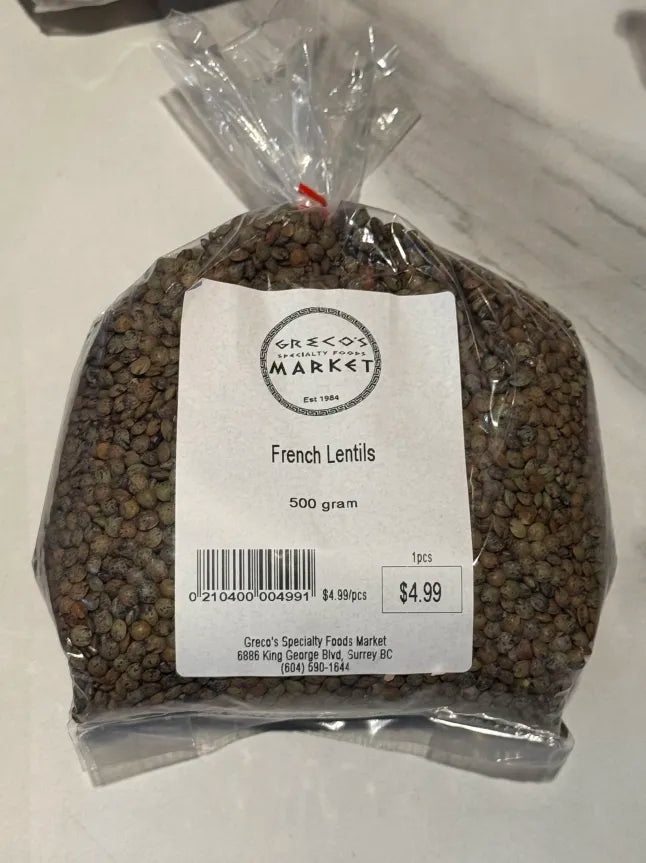 GRECO'S
SPECIALTY FOODS
MARKET
Est 1984
French Lentils
500 gram
1pcs
0 210400 004991 $4.99/pcs $4.99
Greco's Specialty Foods Market
6886 King George Blvd, Surrey BC
(604) 590-1644